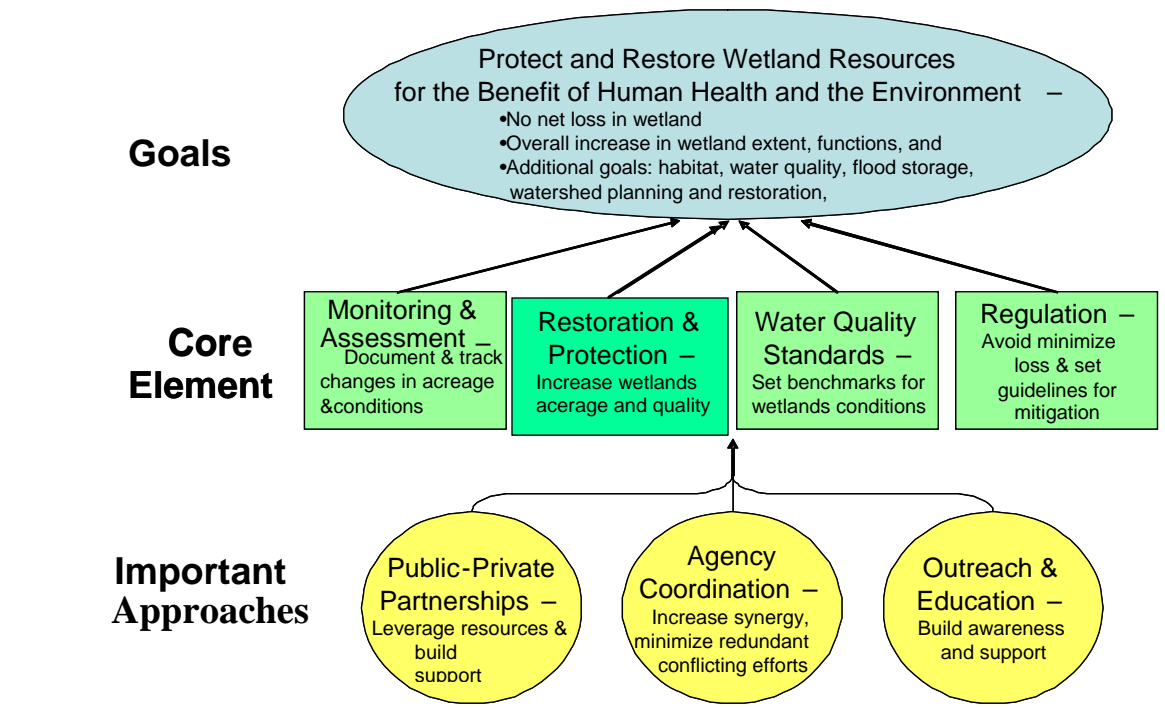 Protect and Restore Wetland Resources
for the Benefit of Human Health and the Environment –
•No net loss in wetland
•Overall increase in wetland extent, functions, and
•Additional goals: habitat, water quality, flood storage,
watershed planning and restoration,
Goals
Core
Element
Monitoring &
Assessment –
Document & track
changes in acreage
&conditions
Restoration &
Protection –
Increase wetlands
acerage and quality
Water Quality
Standards –
Set benchmarks for
wetlands conditions
Regulation –
Avoid minimize
loss & set
guidelines for
mitigation
Important
Approaches
Public-Private
Partnerships –
Leverage resources &
build
support
Agency
Coordination –
Increase synergy,
minimize redundant
conflicting efforts
Outreach &
Education –
Build awareness
and support